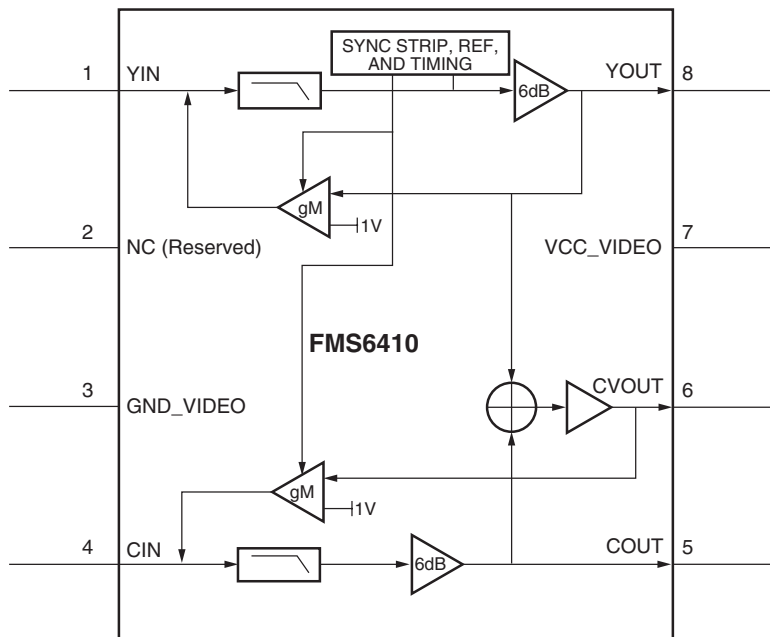 SYNC STRIP, REF,
AND TIMING
1
YIN
6dB
YOUT
8
gM
1V
2
NC (Reserved)
VCC_VIDEO
7
FMS6410
3
GND_VIDEO
CVOUT
6
gM
1V
4
CIN
6dB
COUT
5